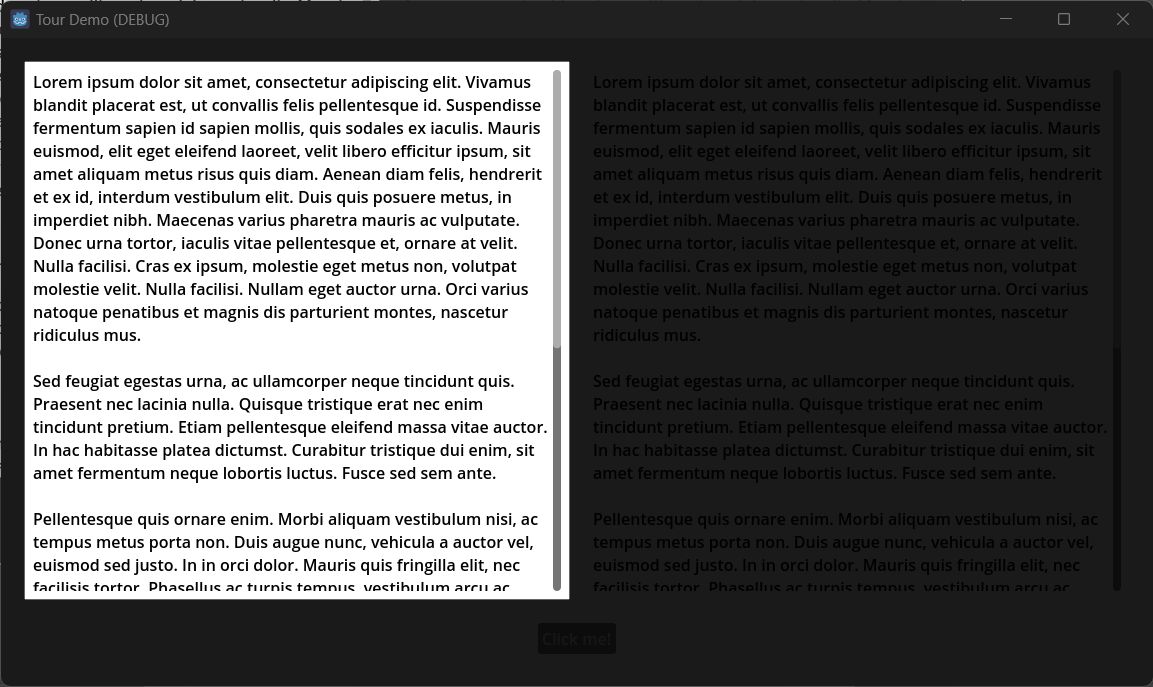 Tour Demo (DEBUG)
Lorem ipsum dolor sit amet, consectetur adipiscing elit. Vivamus
blandit placerat est, ut convallis felis pellentesque id. Suspendisse
fermentum sapien id sapien mollis, quis sodales ex iaculis. Mauris
euismod, elit eget eleifend laoreet, velit libero efficitur ipsum, sit
amet aliquam metus risus quis diam. Aenean diam felis, hendrerit
et ex id, interdum vestibulum elit. Duis quis posuere metus, in
imperdiet nibh. Maecenas varius pharetra mauris ac vulputate.
Donec urna tortor, iaculis vitae pellentesque et, ornare at velit.
Nulla facilisi. Cras ex ipsum, molestie eget metus non, volutpat
molestie velit. Nulla facilisi. Nullam eget auctor urna. Orci varius
natoque penatibus et magnis dis parturient montes, nascetur
ridiculus mus.
Sed feugiat egestas urna, ac ullamcorper neque tincidunt quis.
Praesent nec lacinia nulla. Quisque tristique erat nec enim
tincidunt pretium. Etiam pellentesque eleifend massa vitae auctor.
In hac habitasse platea dictumst. Curabitur tristique dui enim, sit
amet fermentum neque lobortis luctus. Fusce sed sem ante.
Pellentesque quis ornare enim. Morbi aliquam vestibulum nisi, ac
tempus metus porta non. Duis augue nunc, vehicula a auctor vel,
euismod sed justo. In in orci dolor. Mauris quis fringilla elit, nec
facilisis tortor. Phasellus ac turpis tempus, vestibulum arcu ac
Lorem ipsum dolor sit amet, consectetur adipiscing elit. Vivamus
blandit placerat est, ut convallis felis pellentesque id. Suspendisse
fermentum sapien id sapien mollis, quis sodales ex iaculis. Mauris
euismod, elit eget eleifend laoreet, velit libero efficitur ipsum, sit
amet aliquam metus risus quis diam. Aenean diam felis, hendrerit
et ex id, interdum vestibulum elit. Duis quis posuere metus, in
imperdiet nibh. Maecenas varius pharetra mauris ac vulputate.
Donec urna tortor, iaculis vitae pellentesque et, ornare at velit.
Nulla facilisi. Cras ex ipsum, molestie eget metus non, volutpat
molestie velit. Nulla facilisi. Nullam eget auctor urna. Orci varius
natoque penatibus et magnis dis parturient montes, nascetur
ridiculus mus.
Sed feugiat egestas urna, ac ullamcorper neque tincidunt quis.
Praesent nec lacinia nulla. Quisque tristique erat nec enim
tincidunt pretium. Etiam pellentesque eleifend massa vitae auctor.
In hac habitasse platea dictumst. Curabitur tristique dui enim, sit
amet fermentum neque lobortis luctus. Fusce sed sem ante.
Pellentesque quis ornare enim. Morbi aliquam vestibulum nisi, ac
tempus metus porta non. Duis augue nunc, vehicula a auctor vel,
euismod sed justo. In in orci dolor. Mauris quis fringilla elit, nec
facilisis tortor. Phasellus ac turpis tempus, vestibulum arcu ac
Click me!